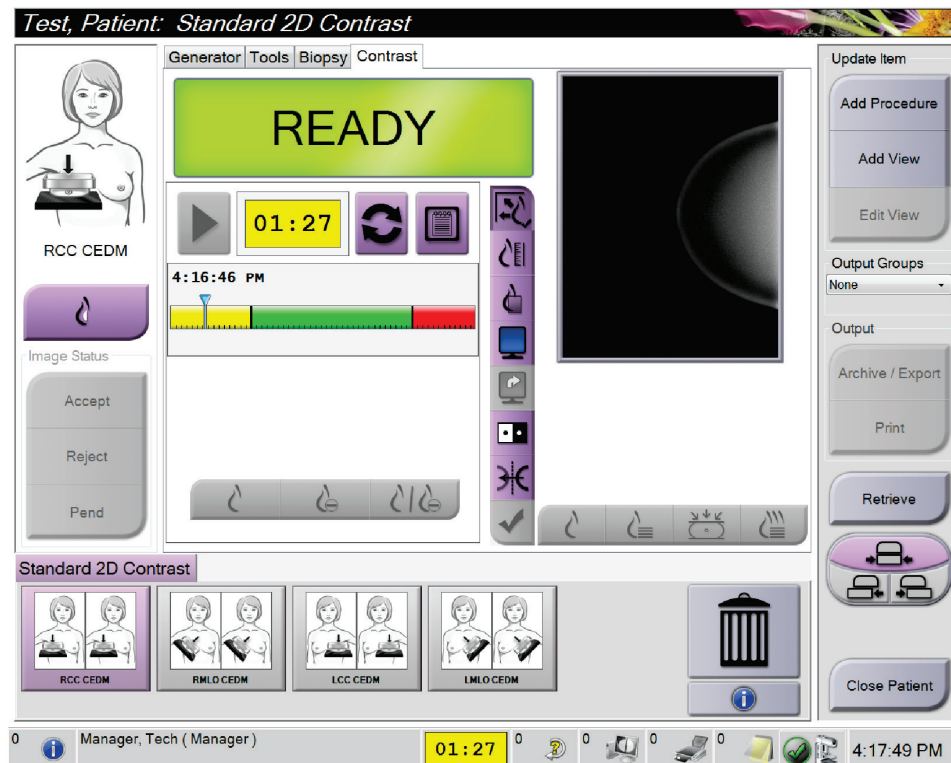 Test, Patient: Standard 2D Contrast
Generator Tools Biopsy Contrast
READY
01:27
4:16:46 PM
RCC CEDM
Image Status
Accept
Reject
Pend
Update Item
Add Procedure
Add View
Edit View
Output Groups
None
Output
Archive / Export
Print
Retrieve
Close Patient
Standard 2D Contrast
RCC CEDM RMLO CEDM LCC CEDM LMLO CEDM
0 Manager, Tech ( Manager ) 01:27 0 0 0 0 4:17:49 PM